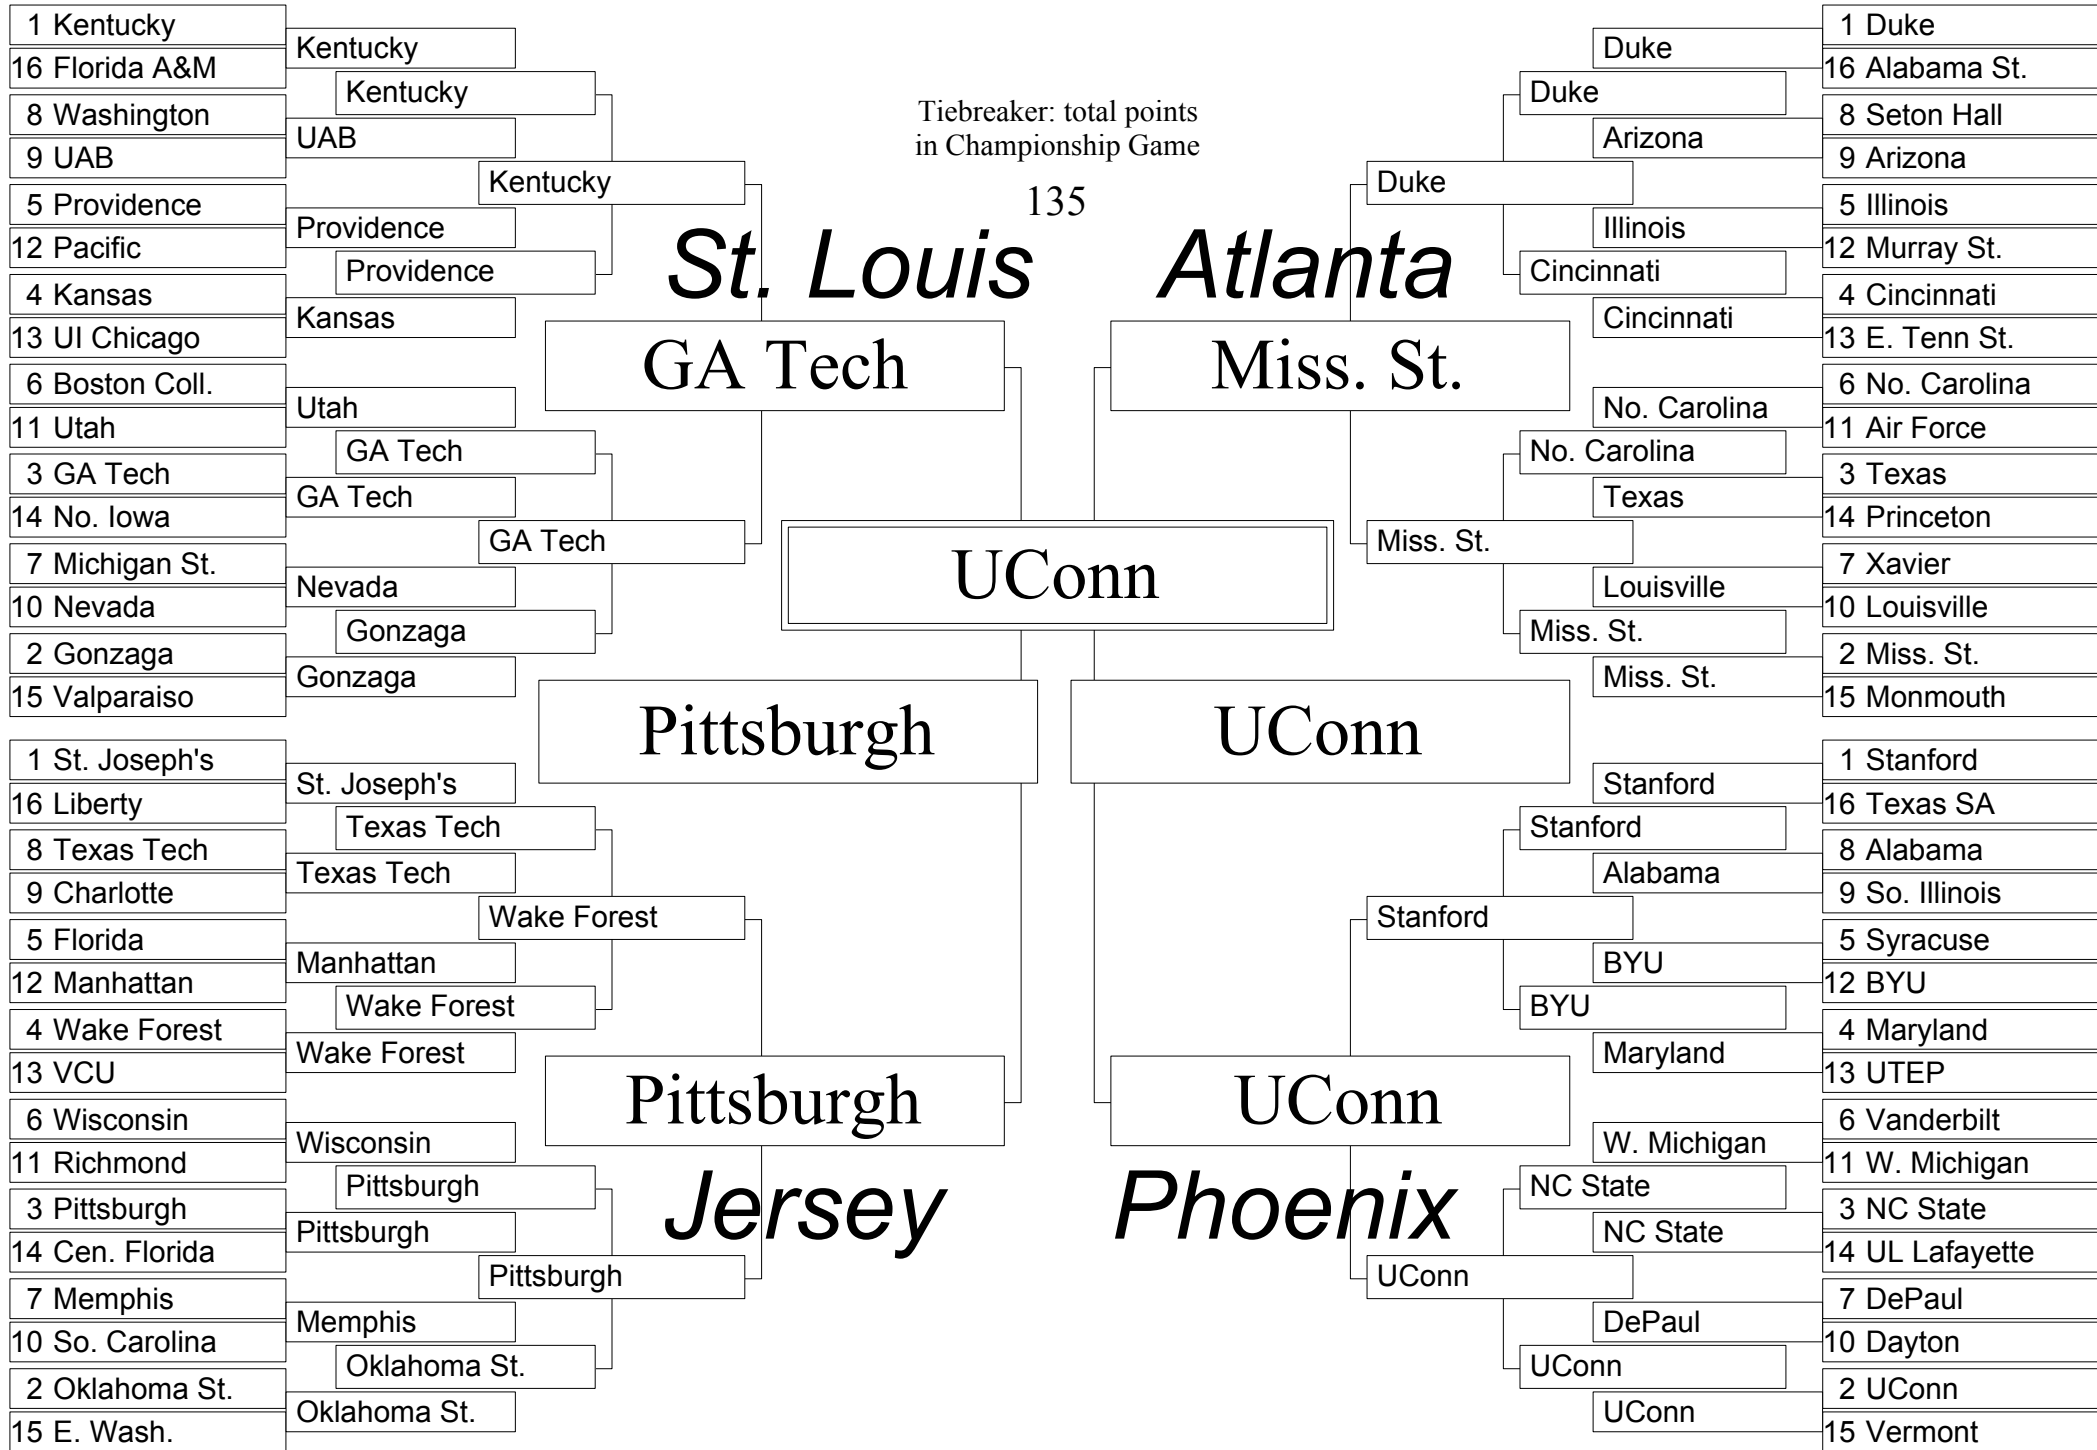 1 Kentucky
16 Florida A&M
8 Washington
9 UAB
5 Providence
12 Pacific
4 Kansas
13 UI Chicago
6 Boston Coll.
11 Utah
3 GA Tech
14 No. Iowa
7 Michigan St.
10 Nevada
2 Gonzaga
15 Valparaiso
Kentucky
UAB
Providence
Kansas
Utah
GA Tech
Nevada
Gonzaga
Kentucky
Providence
GA Tech
Gonzaga
Kentucky
GA Tech
St. Louis
GA Tech
1 St. Joseph's
16 Liberty
8 Texas Tech
9 Charlotte
5 Florida
12 Manhattan
4 Wake Forest
13 VCU
6 Wisconsin
11 Richmond
3 Pittsburgh
14 Cen. Florida
7 Memphis
10 So. Carolina
2 Oklahoma St.
15 E. Wash.
St. Joseph's
Texas Tech
Manhattan
Wake Forest
Wisconsin
Pittsburgh
Memphis
Oklahoma St.
Texas Tech
Wake Forest
Pittsburgh
Oklahoma St.
Wake Forest
Pittsburgh
Pittsburgh
Jersey
Pittsburgh
Tiebreaker: total points
in Championship Game
135
UConn
UConn
Atlanta
Miss. St.
Duke
Miss. St.
Duke
Cincinnati
No. Carolina
Miss. St.
Duke
Arizona
Illinois
Cincinnati
No. Carolina
Texas
Louisville
Miss. St.
1 Duke
16 Alabama St.
8 Seton Hall
9 Arizona
5 Illinois
12 Murray St.
4 Cincinnati
13 E. Tenn St.
6 No. Carolina
11 Air Force
3 Texas
14 Princeton
7 Xavier
10 Louisville
2 Miss. St.
15 Monmouth
UConn
Phoenix
Stanford
UConn
Stanford
BYU
NC State
UConn
Stanford
Alabama
BYU
Maryland
W. Michigan
NC State
DePaul
UConn
1 Stanford
16 Texas SA
8 Alabama
9 So. Illinois
5 Syracuse
12 BYU
4 Maryland
13 UTEP
6 Vanderbilt
11 W. Michigan
3 NC State
14 UL Lafayette
7 DePaul
10 Dayton
2 UConn
15 Vermont